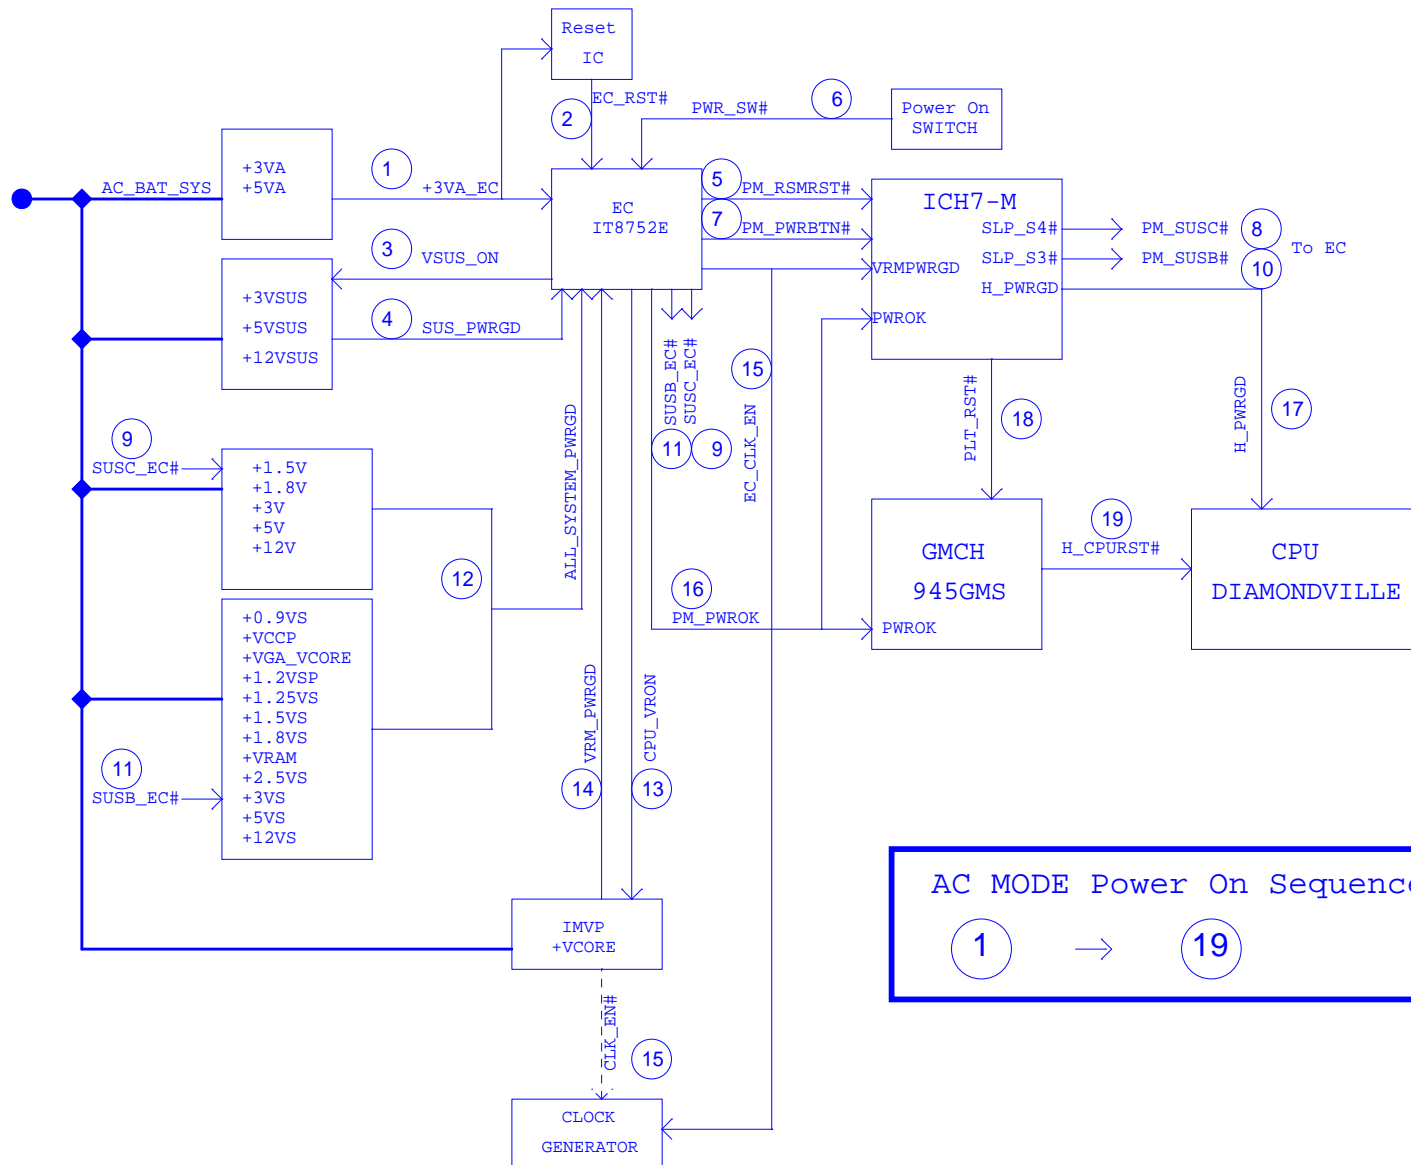 Reset
IC
EC_RST#
2
PWR_SW#
6
Power On
SWITCH
+3VA
+5VA
AC_BAT_SYS
1
+3VA_EC
EC
IT8752E
5
PM_RSMRST#
7
PM_PWRBTN#
ICH7-M
SLP_S4#
SLP_S3#
H_PWRGD
VRMPWRGD
PWROK
PM_SUSC#
8
PM_SUSB#
10
To EC
3
VSUS_ON
+3VSUS
+5VSUS
+12VSUS
4
SUS_PWRGD
SUSB_EC#
SUSC_EC#
11
9
15
EC_CLK_EN
PLT_RST#
18
H_PWRGD
17
9
SUSC_EC#
+1.5V
+1.8V
+3V
+5V
+12V
ALL_SYSTEM_PWRGD
12
GMCH
945GMS
PWROK
19
H_CPURST#
CPU
DIAMONDVILLE
16
PM_PWROK
+0.9VS
+VCCP
+VGA_VCORE
+1.2VSP
+1.25VS
+1.5VS
+1.8VS
+VRAM
+2.5VS
+3VS
+5VS
+12VS
11
SUSB_EC#
VRM_PWRGD
14
CPU_VRON
13
IMVP
+VCORE
CLK_EN#
15
CLOCK
GENERATOR
AC MODE Power On Sequence
1
19